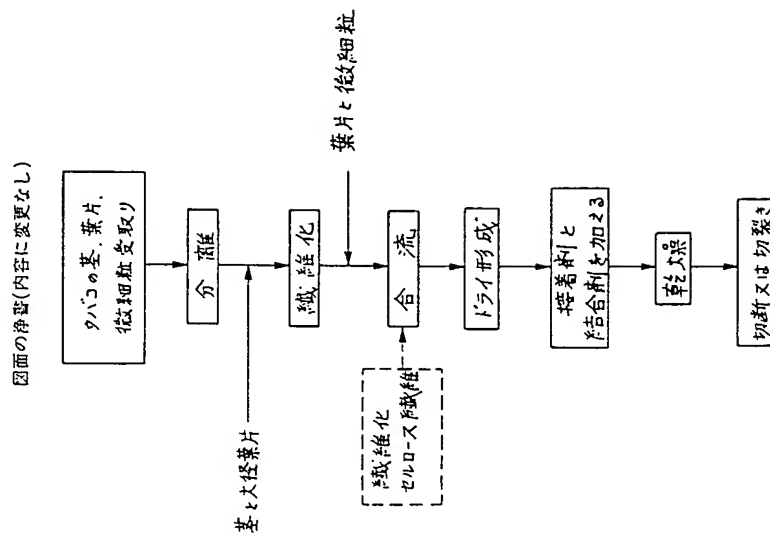 図面の浄書(内容に変更なし)
タバコの茎、葉片、
微細粒受取り
分離
茎と大径葉片
繊維化
葉片と微細粒
合流
繊維化
セルロース繊維
ドライ形成
接着剤と
結合剤を加える
乾燥
切断又は切裂き